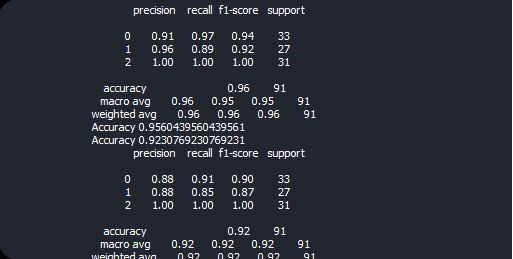 precision recall f1-score support
0 0.91 0.97 0.94 33
1 0.96 0.89 0.92 27
2 1.00 1.00 1.00 31
accuracy 0.96 91
macro avg 0.96 0.95 0.95 91
weighted avg 0.96 0.96 0.96 91
Accuracy 0.9560439560439561
Accuracy 0.9230769230769231
precision recall f1-score support
0 0.88 0.91 0.90 33
1 0.88 0.85 0.87 27
2 1.00 1.00 1.00 31
accuracy 0.92 91
macro avg 0.92 0.92 0.92 91
weighted avg 0.92 0.92 0.92 91